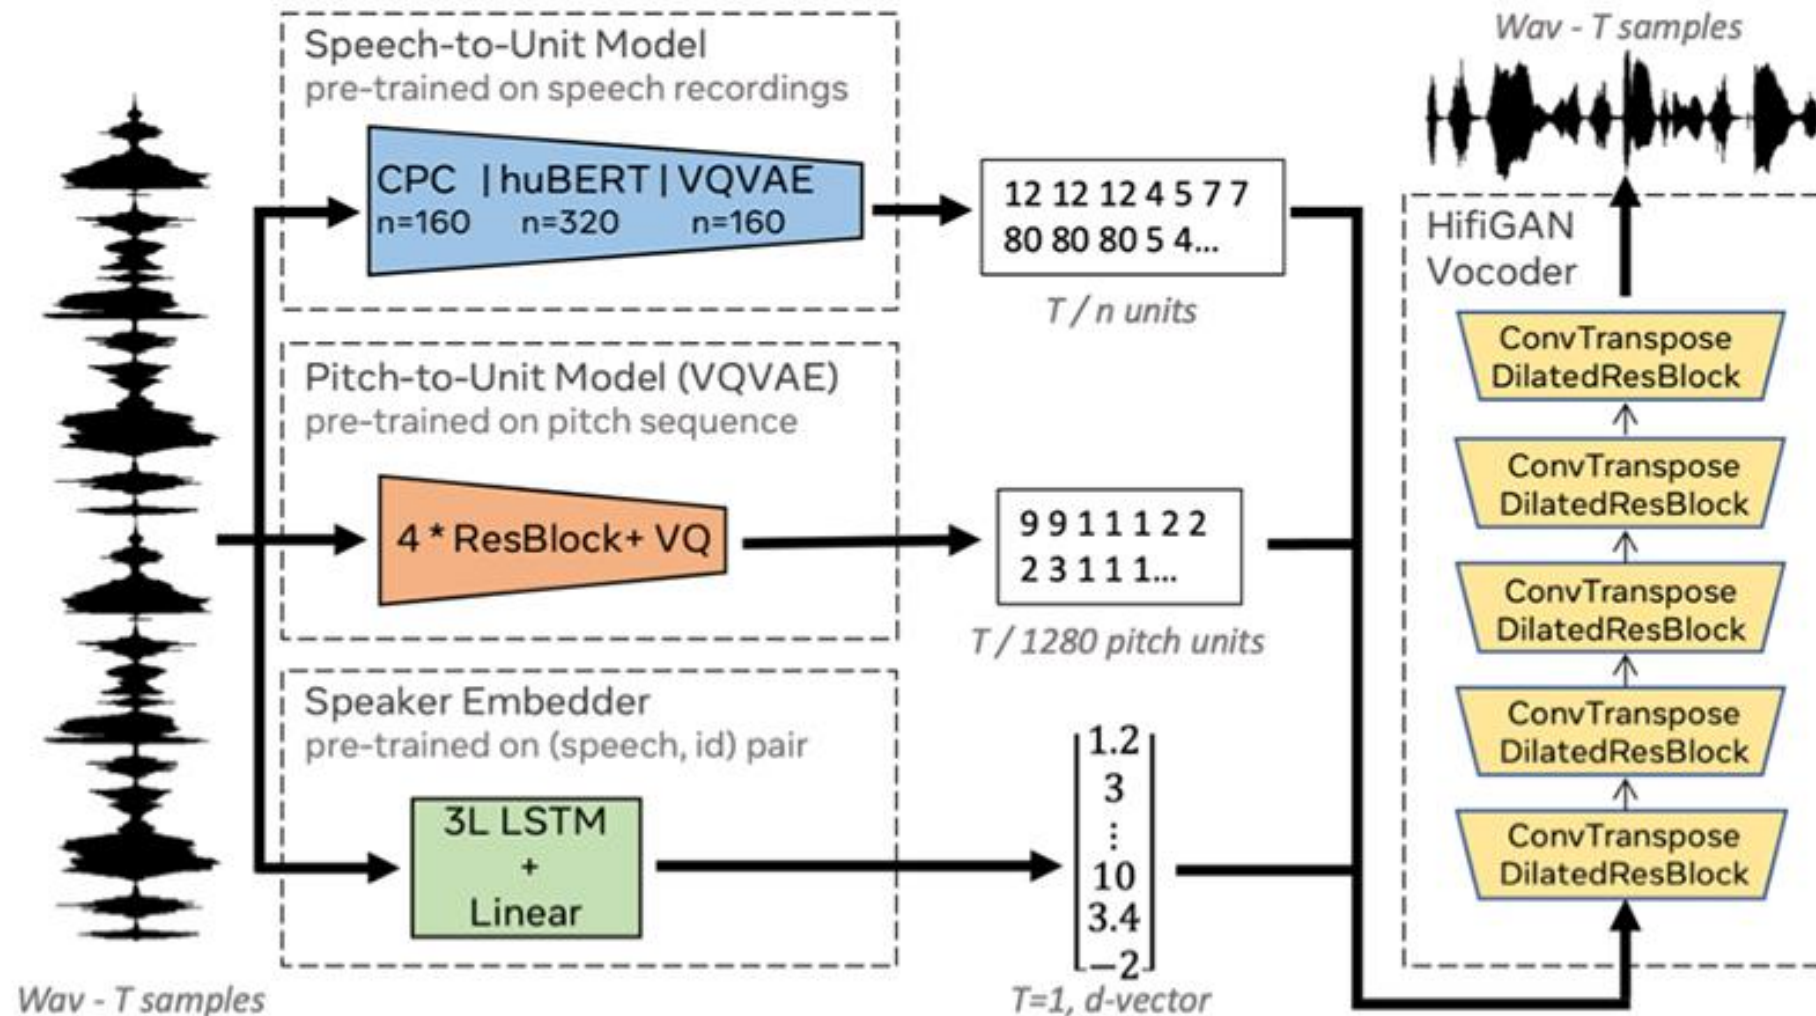 Speech-to-Unit Model
pre-trained on speech recordings
CPC | huBERT | VQVAE
n=160 n=320 n=160
12 12 12 4 5 7 7
80 80 80 5 4...
T / n units
Pitch-to-Unit Model (VQVAE)
pre-trained on pitch sequence
4 * ResBlock+ VQ
9 9 1 1 1 2 2
2 3 1 1 1...
T / 1280 pitch units
Speaker Embedder
pre-trained on (speech, id) pair
3L LSTM
+
Linear
1.2
3
⋮
10
3.4
−2
T=1, d-vector
Wav - T samples
Wav - T samples
HifiGAN
Vocoder
ConvTranspose
DilatedResBlock
ConvTranspose
DilatedResBlock
ConvTranspose
DilatedResBlock
ConvTranspose
DilatedResBlock
ConvTranspose
DilatedResBlock